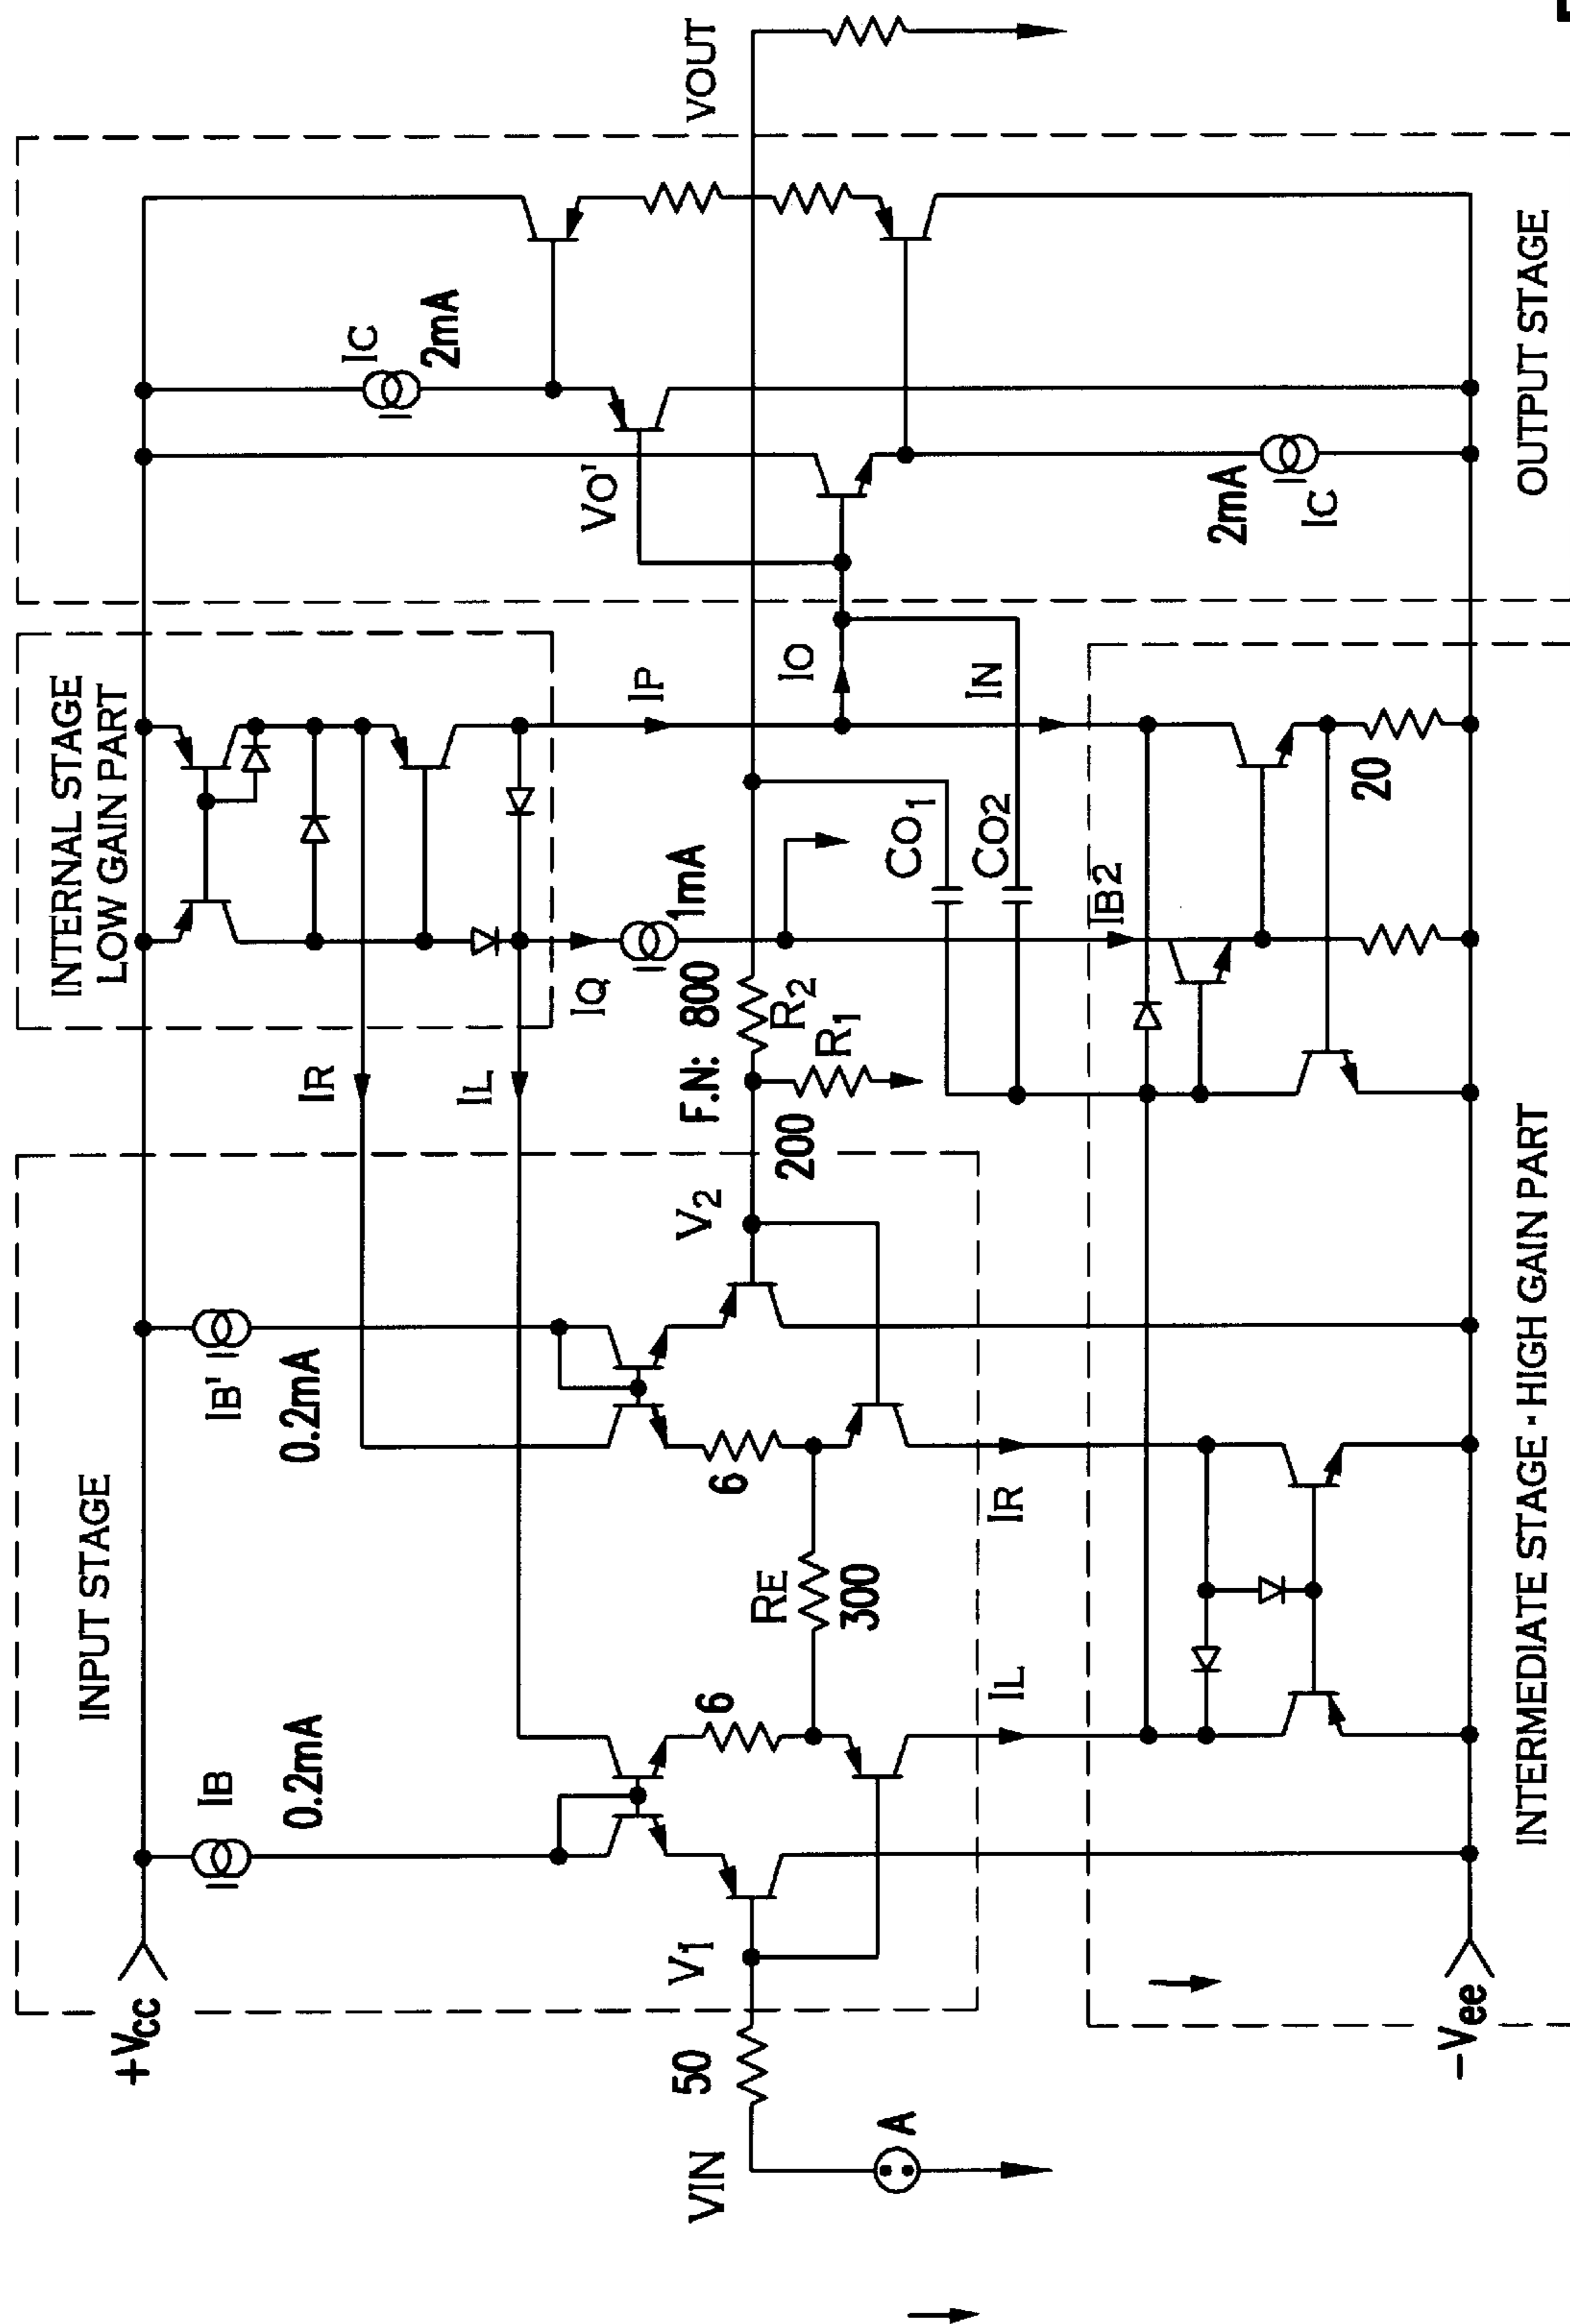 +Vcc
INPUT STAGE
IB
0.2mA
IB'
0.2mA
IR
IL
INTERNAL STAGE
LOW GAIN PART
IQ
1mA
IP
IO
IN
VO'
IC
2mA
2mA
IC
VOUT
OUTPUT STAGE
VIN
A
50
V1
6
6
RE
300
V2
F.N: 800
R2
R1
200
CO1
CO2
IB2
20
IL
IR
-Vee
INTERMEDIATE STAGE - HIGH GAIN PART